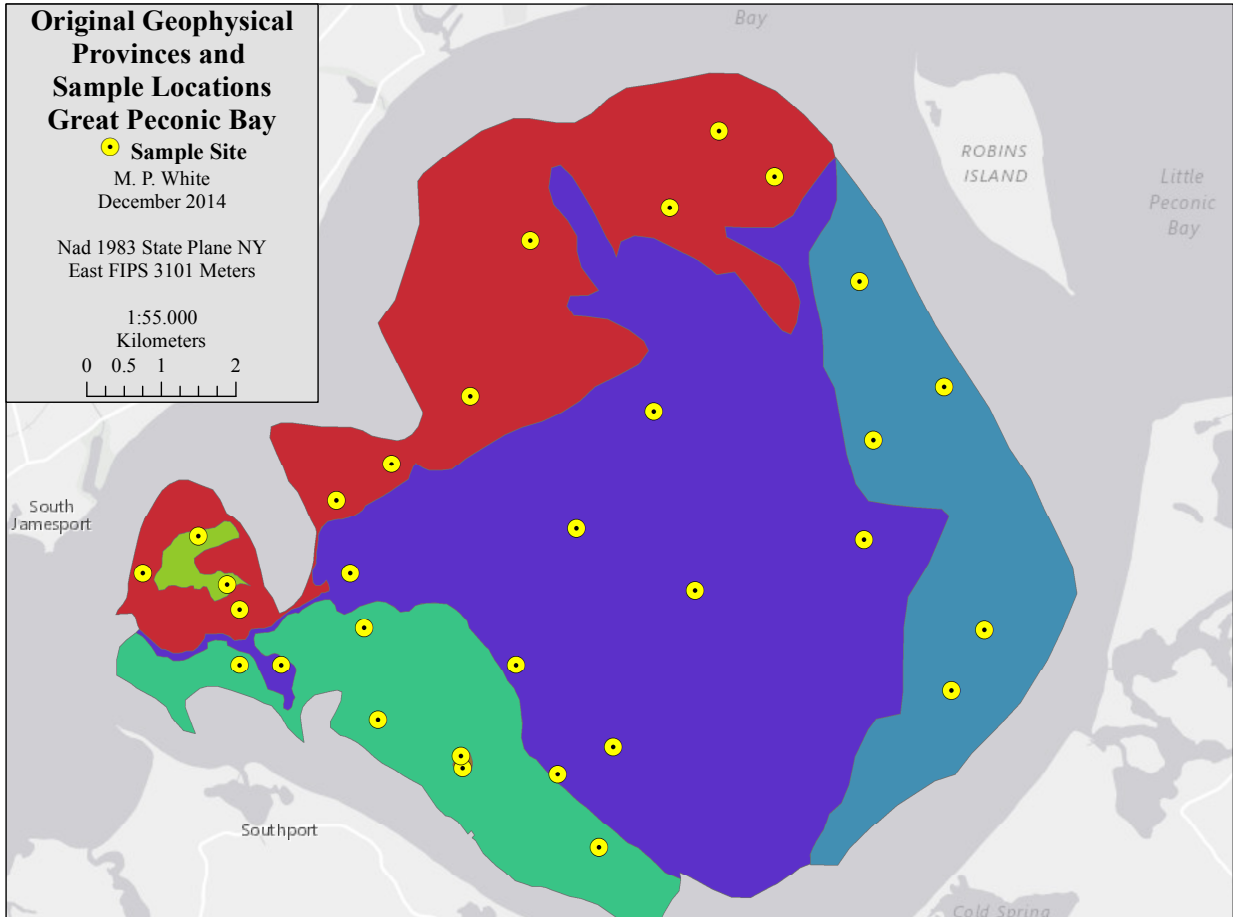 Original Geophysical
Provinces and
Sample Locations
Great Peconic Bay
Sample Site
M. P. White
December 2014
Nad 1983 State Plane NY
East FIPS 3101 Meters
1:55.000
Kilometers
0 0.5 1 2
Bay
ROBINS
ISLAND
Little
Peconic
Bay
South
Jamesport
Southport
Cold Spring